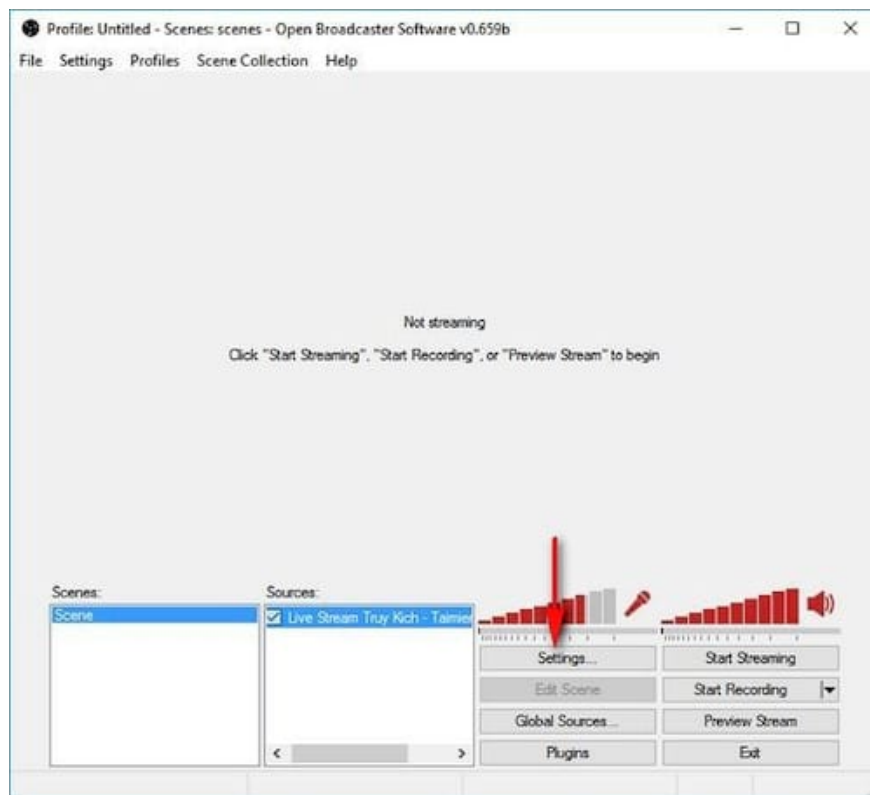 Profile: Untitled - Scenes: scenes - Open Broadcaster Software v0.659b
File Settings Profiles Scene Collection Help
Not streaming
Click "Start Streaming", "Start Recording", or "Preview Stream" to begin
Scenes:
Scene
Sources:
Live Stream Truy Kich - Taimien
Settings...
Start Streaming
Edit Scene
Start Recording
Global Sources...
Preview Stream
Plugins
Exit